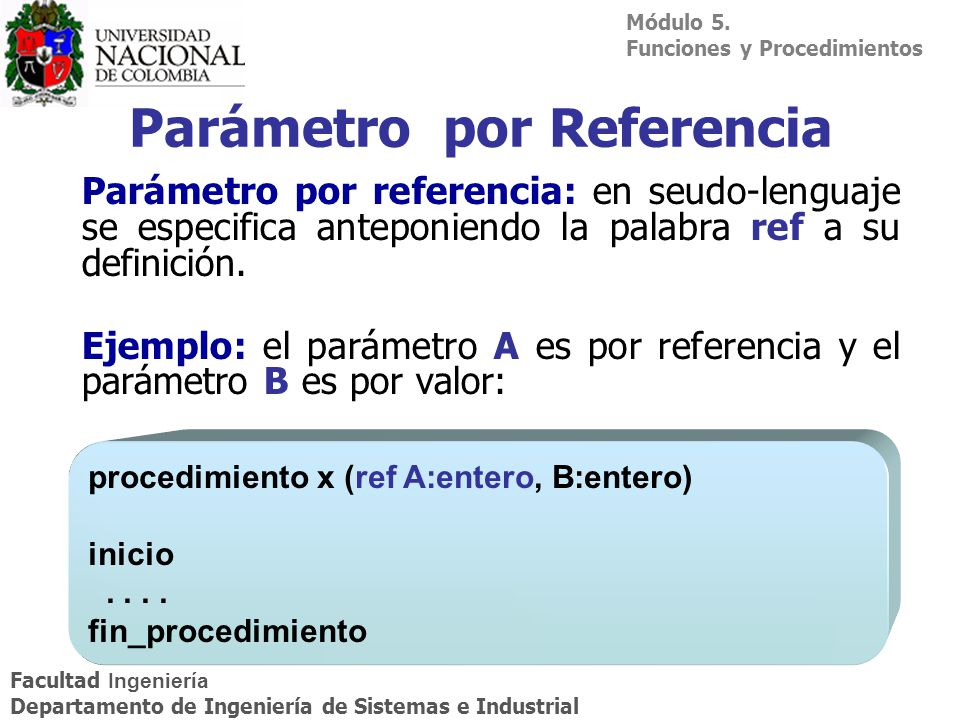 UNIVERSIDAD
NACIONAL
DE COLOMBIA
Módulo 5.
Funciones y Procedimientos
Parámetro por Referencia
Parámetro por referencia: en seudo-lenguaje
se especifica anteponiendo la palabra ref a su
definición.
Ejemplo: el parámetro A es por referencia y el
parámetro B es por valor:
procedimiento x (ref A:entero, B:entero)
inicio
. . . .
fin_procedimiento
Facultad Ingeniería
Departamento de Ingeniería de Sistemas e Industrial